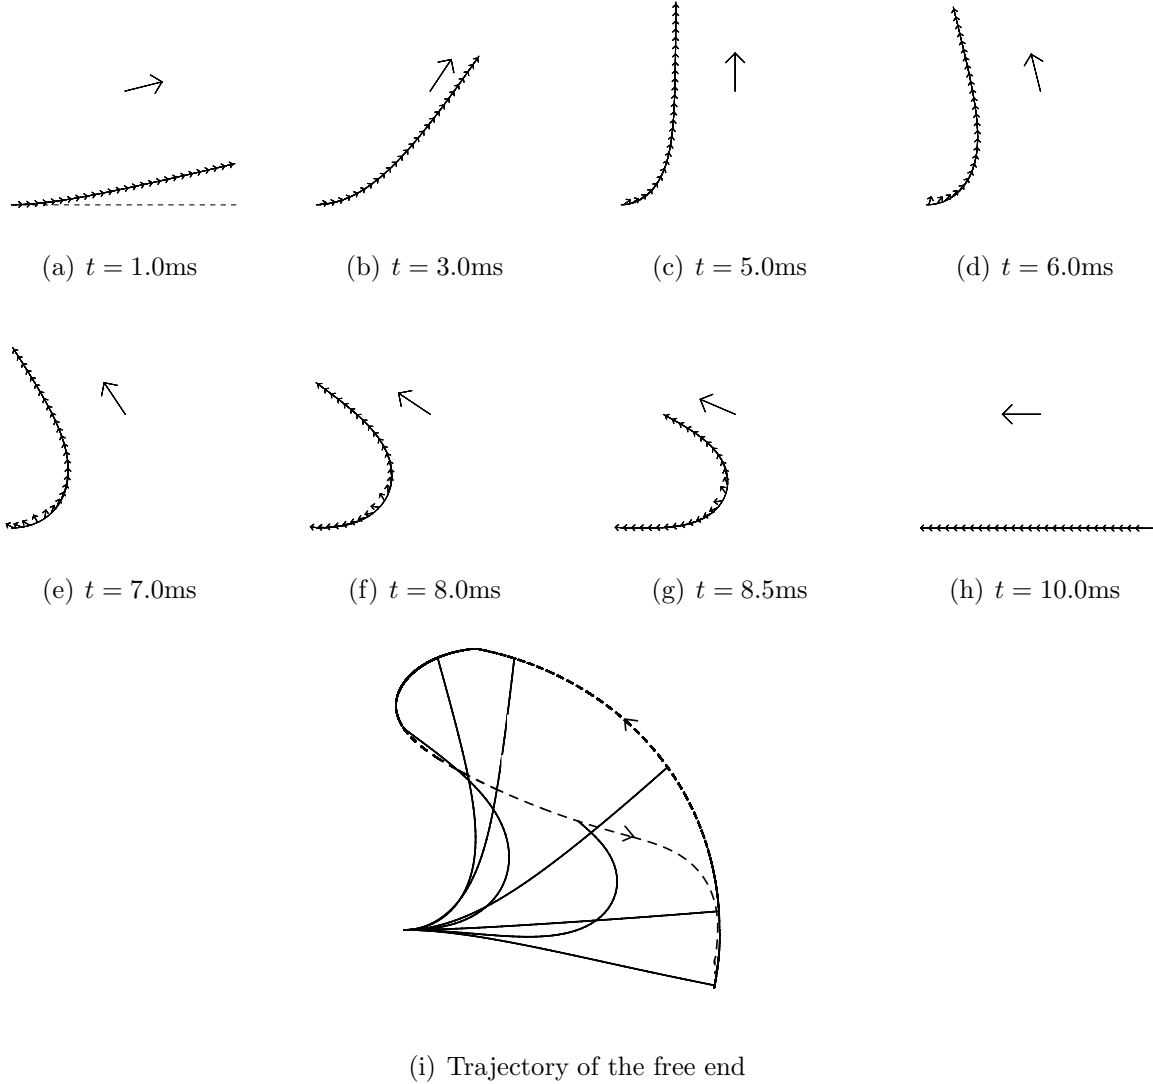 (a) t = 1.0ms
(b) t = 3.0ms
(c) t = 5.0ms
(d) t = 6.0ms
(e) t = 7.0ms
(f) t = 8.0ms
(g) t = 8.5ms
(h) t = 10.0ms
(i) Trajectory of the free end